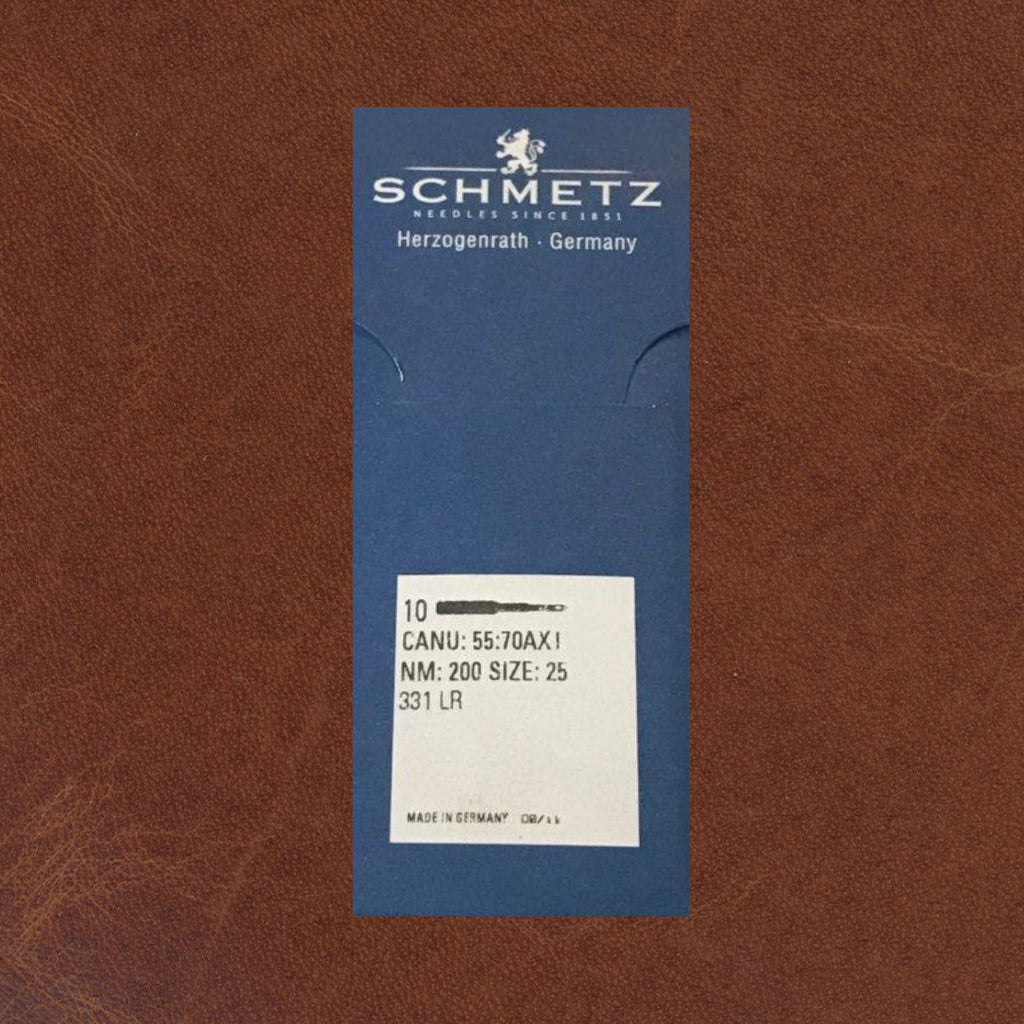 SCHMETZ
NEEDLES SINCE 1851
Herzogenrath · Germany
10
CANU: 55:70AX1
NM: 200 SIZE: 25
331 LR
MADE IN GERMANY